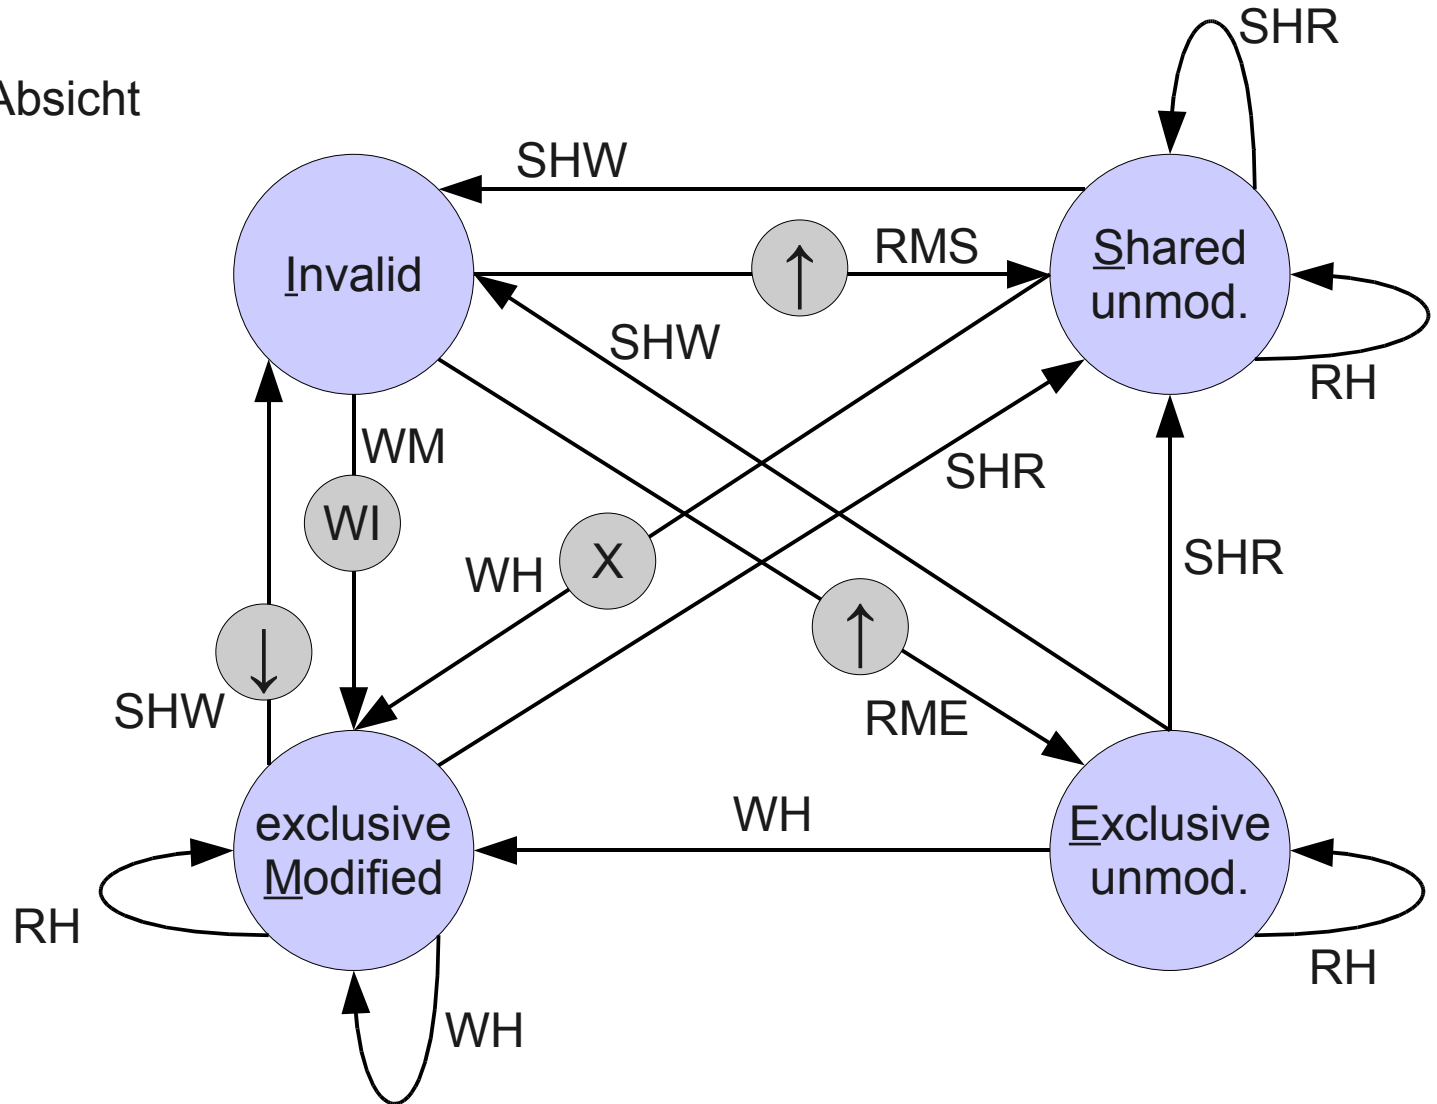 SHR
Absicht
SHW
Invalid
↑
RMS
Shared
unmod.
SHW
RH
WM
SHR
WI
WH
X
SHR
↑
↓
SHW
RME
exclusive
Modified
WH
Exclusive
unmod.
RH
RH
WH